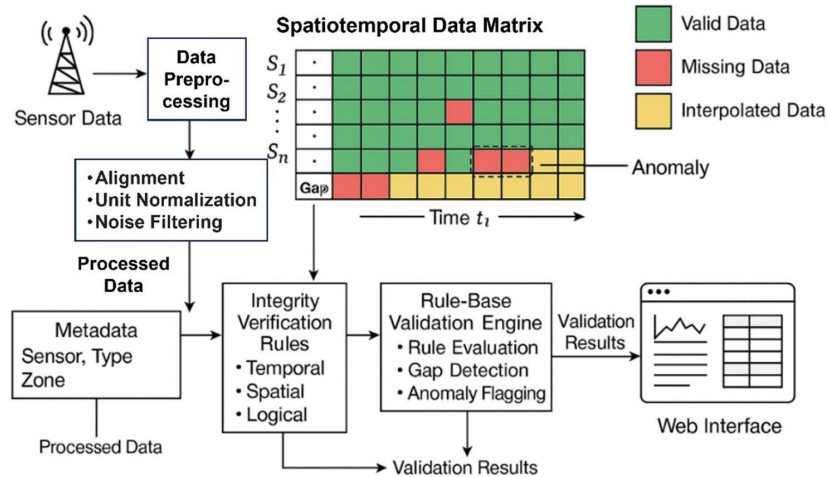 Spatiotemporal Data Matrix
Sensor Data
Data
Prepro-
cessing
S1
S2
⋮
Sn
Gap
Time t1
Valid Data
Missing Data
Interpolated Data
Anomaly
•Alignment
•Unit Normalization
•Noise Filtering
Processed
Data
Metadata
Sensor, Type
Zone
Processed Data
Integrity
Verification
Rules
• Temporal
• Spatial
• Logical
Rule-Base
Validation Engine
• Rule Evaluation
• Gap Detection
• Anomaly Flagging
Validation
Results
Web Interface
Validation Results